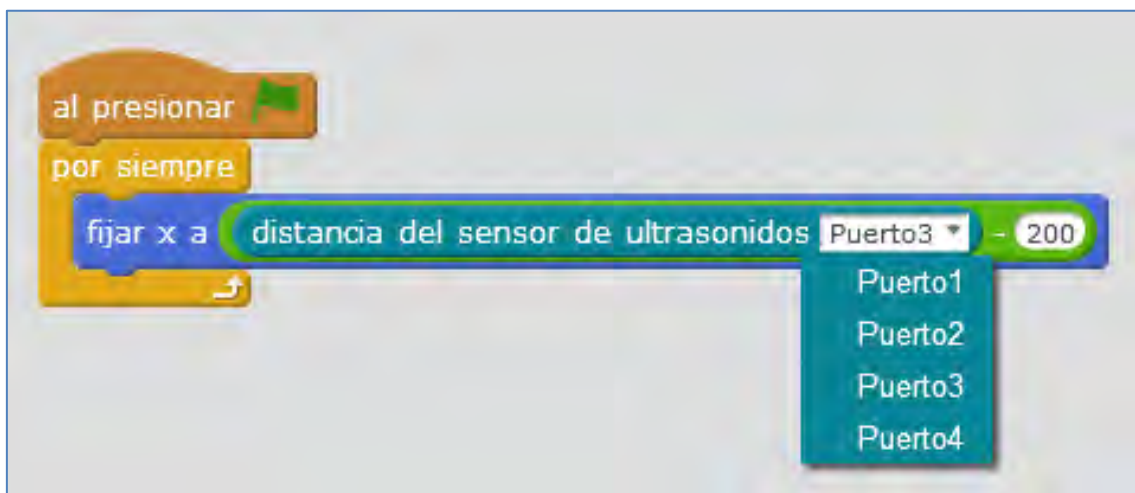 al presionar
por siempre
fijar x a distancia del sensor de ultrasonidos Puerto3 - 200
Puerto1
Puerto2
Puerto3
Puerto4